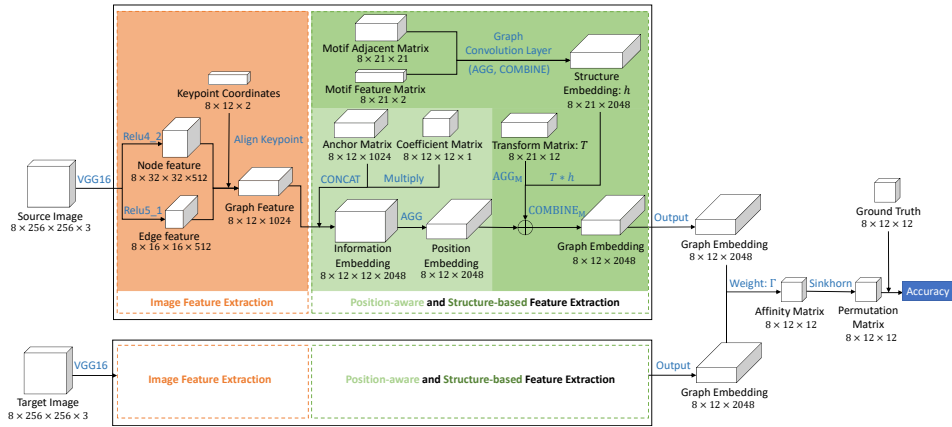 Source Image
8 × 256 × 256 × 3
VGG16
Relu4_2
Relu5_1
Node feature
8 × 32 × 32 ×512
Edge feature
8 × 16 × 16 × 512
Keypoint Coordinates
8 × 12 × 2
Align Keypoint
Graph Feature
8 × 12 × 1024
Image Feature Extraction
Motif Adjacent Matrix
8 × 21 × 21
Motif Feature Matrix
8 × 21 × 2
Graph
Convolution Layer
(AGG, COMBINE)
Structure
Embedding: h
8 × 21 × 2048
Anchor Matrix
8 × 12 × 1024
Coefficient Matrix
8 × 12 × 12 × 1
Transform Matrix: T
8 × 21 × 12
CONCAT
Multiply
AGG_M
T ∗ h
Information
Embedding
8 × 12 × 12 × 2048
AGG
Position
Embedding
8 × 12 × 2048
COMBINE_M
Graph Embedding
8 × 12 × 2048
Position-aware and Structure-based Feature Extraction
Output
Graph Embedding
8 × 12 × 2048
Ground Truth
8 × 12 × 12
Weight: Γ
Affinity Matrix
8 × 12 × 12
Sinkhorn
Permutation
Matrix
8 × 12 × 12
Accuracy
Target Image
8 × 256 × 256 × 3
VGG16
Image Feature Extraction
Position-aware and Structure-based Feature Extraction
Output
Graph Embedding
8 × 12 × 2048